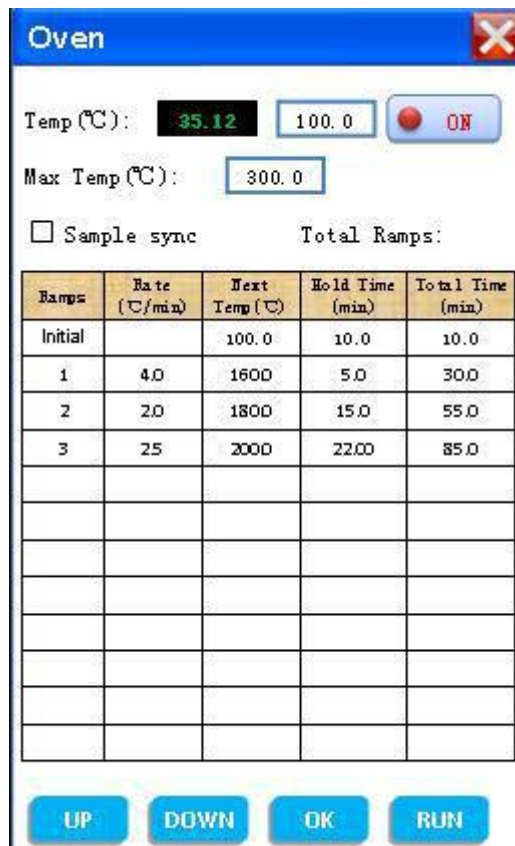 Oven
Temp(℃): 35.12 100.0 ON
Max Temp(℃): 300.0
Sample sync Total Ramps:
Ramps Rate (℃/min) Next Temp(℃) Hold Time (min) Total Time (min)
Initial 100.0 10.0 10.0
1 4.0 160.0 5.0 30.0
2 2.0 180.0 15.0 55.0
3 2.5 200.0 22.00 85.0
UP DOWN OK RUN